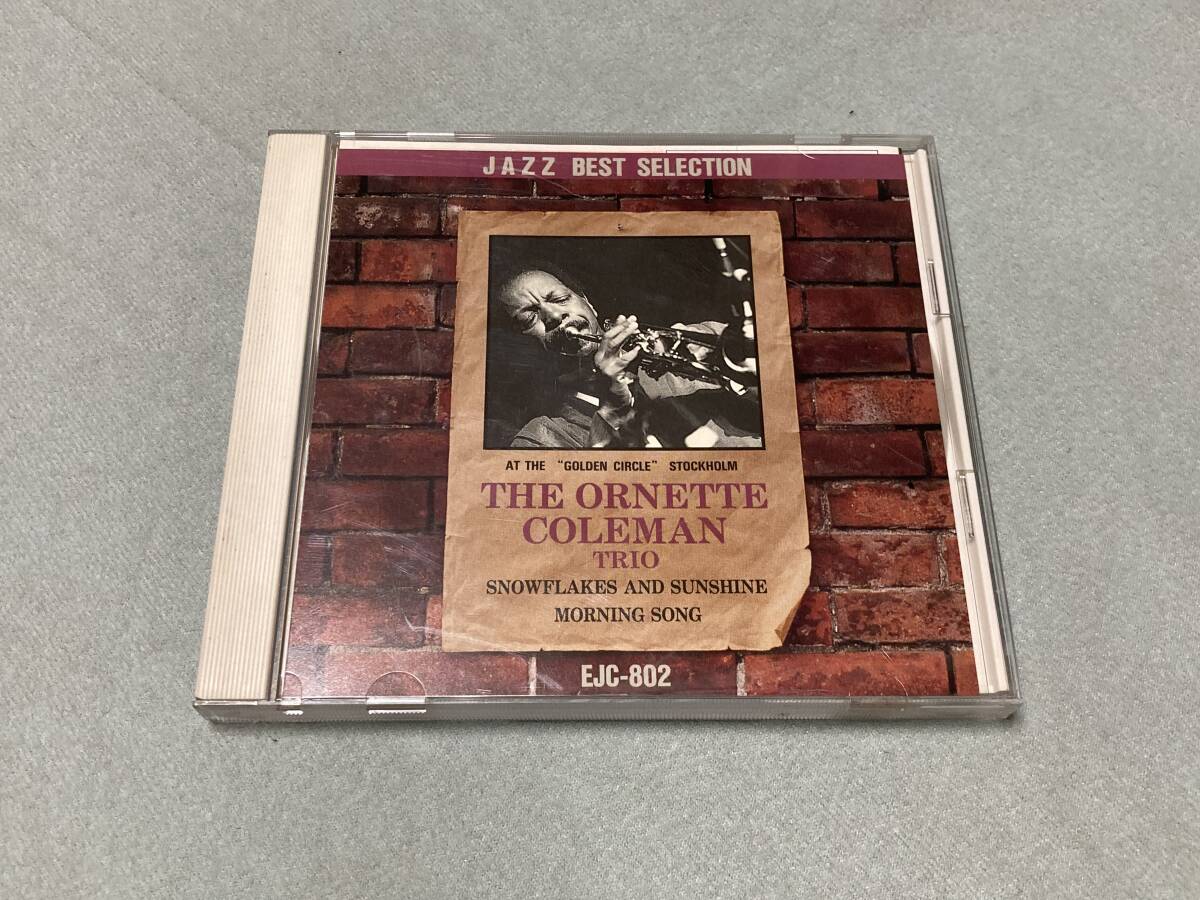 JAZZ BEST SELECTION
AT THE "GOLDEN CIRCLE" STOCKHOLM
THE ORNETTE
COLEMAN
TRIO
SNOWFLAKES AND SUNSHINE
MORNING SONG
EJC-802